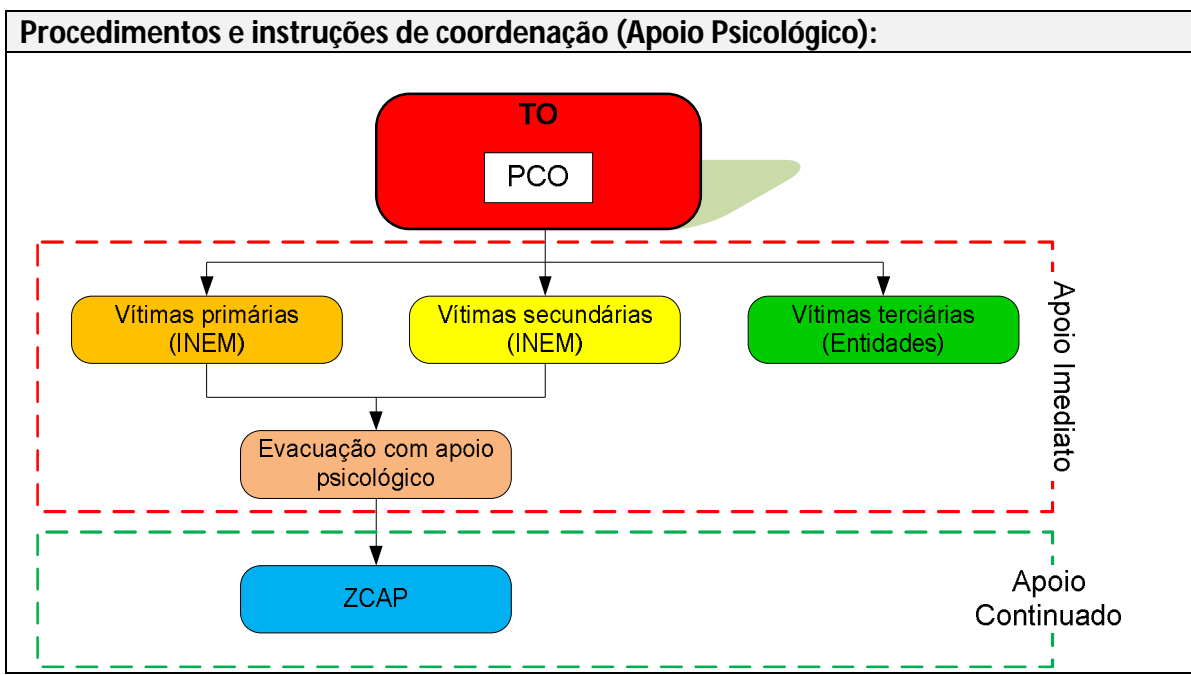 Procedimentos e instruções de coordenação (Apoio Psicológico):
TO
PCO
Vítimas primárias
(INEM)
Vítimas secundárias
(INEM)
Vítimas terciárias
(Entidades)
Apoio Imediato
Evacuação com apoio
psicológico
ZCAP
Apoio
Continuado